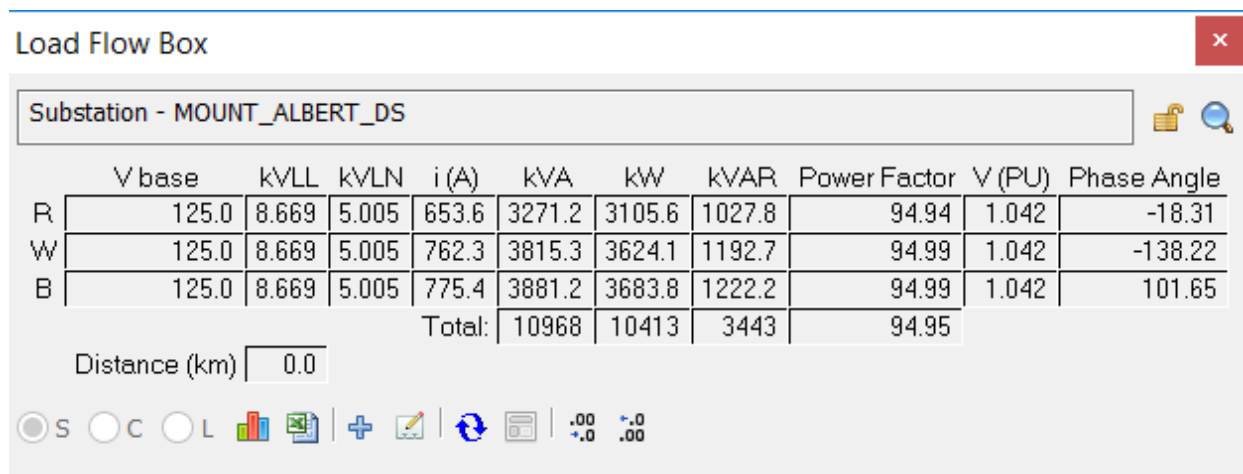 Load Flow Box
Substation - MOUNT_ALBERT_DS
V base kVLL kVLN i (A) kVA kW kVAR Power Factor V (PU) Phase Angle
R 125.0 8.669 5.005 653.6 3271.2 3105.6 1027.8 94.94 1.042 -18.31
W 125.0 8.669 5.005 762.3 3815.3 3624.1 1192.7 94.99 1.042 -138.22
B 125.0 8.669 5.005 775.4 3881.2 3683.8 1222.2 94.99 1.042 101.65
Total: 10968 10413 3443 94.95
Distance (km) 0.0
S C L .00 →.0 ←.0 .00